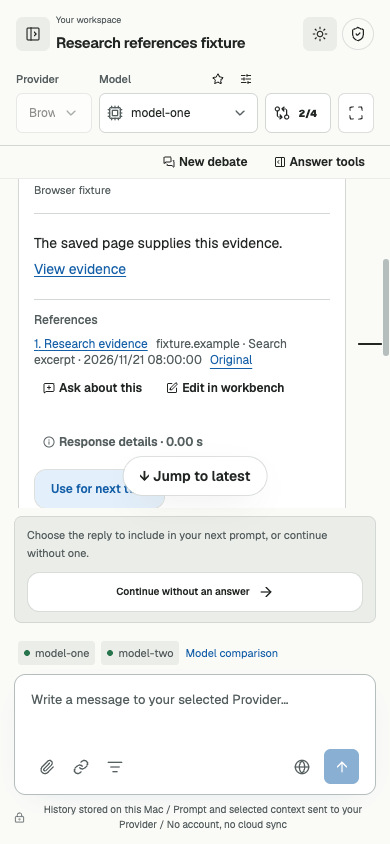 Your workspace
Research references fixture
Provider
Model
Brow
model-one
2/4
New debate
Answer tools
Browser fixture
The saved page supplies this evidence.
View evidence
References
1. Research evidence fixture.example · Search
excerpt · 2026/11/21 08:00:00 Original
Ask about this
Edit in workbench
Response details · 0.00 s
Use for next
Jump to latest
Choose the reply to include in your next prompt, or continue
without one.
Continue without an answer
model-one
model-two
Model comparison
Write a message to your selected Provider…
History stored on this Mac / Prompt and selected context sent to your
Provider / No account, no cloud sync